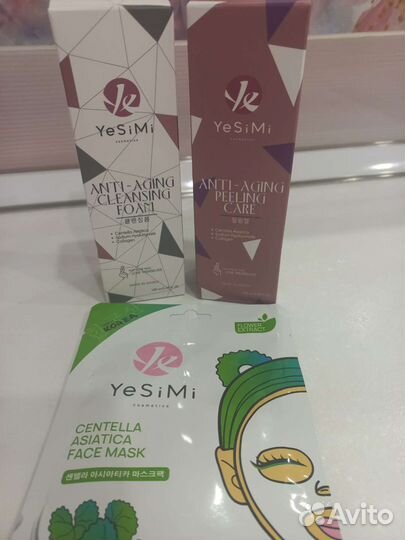 YeSiMi
cosmetics
ANTI-AGING
CLEANSING
FOAM
클렌징폼
• Centella Asiatica
• Sodium Hyaluronate
• Collagen
YeSiMi
cosmetics
ANTI-AGING
PEELING
CARE
필링젤
• Centella Asiatica
• Sodium Hyaluronate
• Collagen
KOREA
FLOWER
EXTRACT
YeSiMi
cosmetics
CENTELLA
ASIATICA
FACE MASK
센텔라 아시아티카 마스크팩
Avito